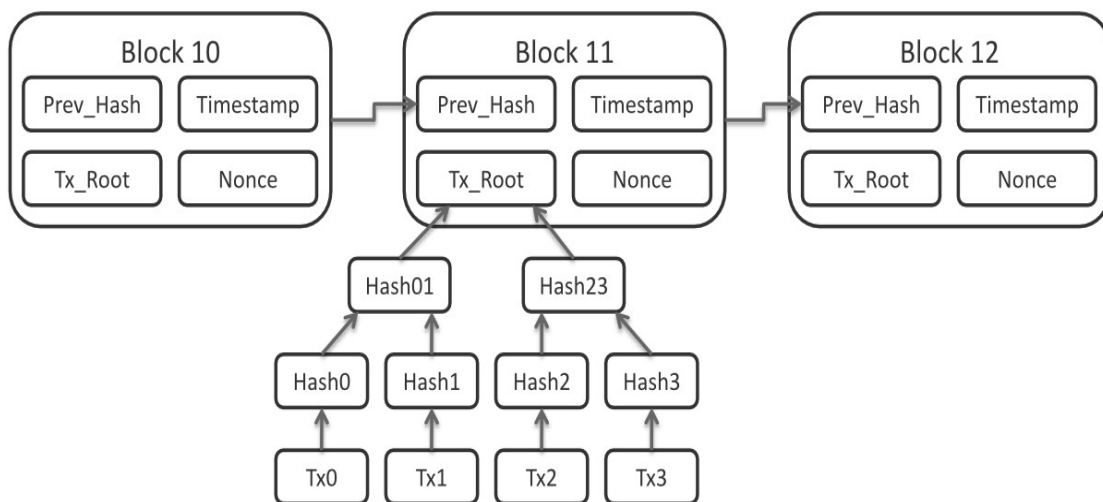 Block 10
Block 11
Block 12
Prev_Hash Timestamp
Prev_Hash Timestamp
Prev_Hash Timestamp
Tx_Root Nonce
Tx_Root Nonce
Tx_Root Nonce
Hash01 Hash23
Hash0 Hash1 Hash2 Hash3
Tx0 Tx1 Tx2 Tx3